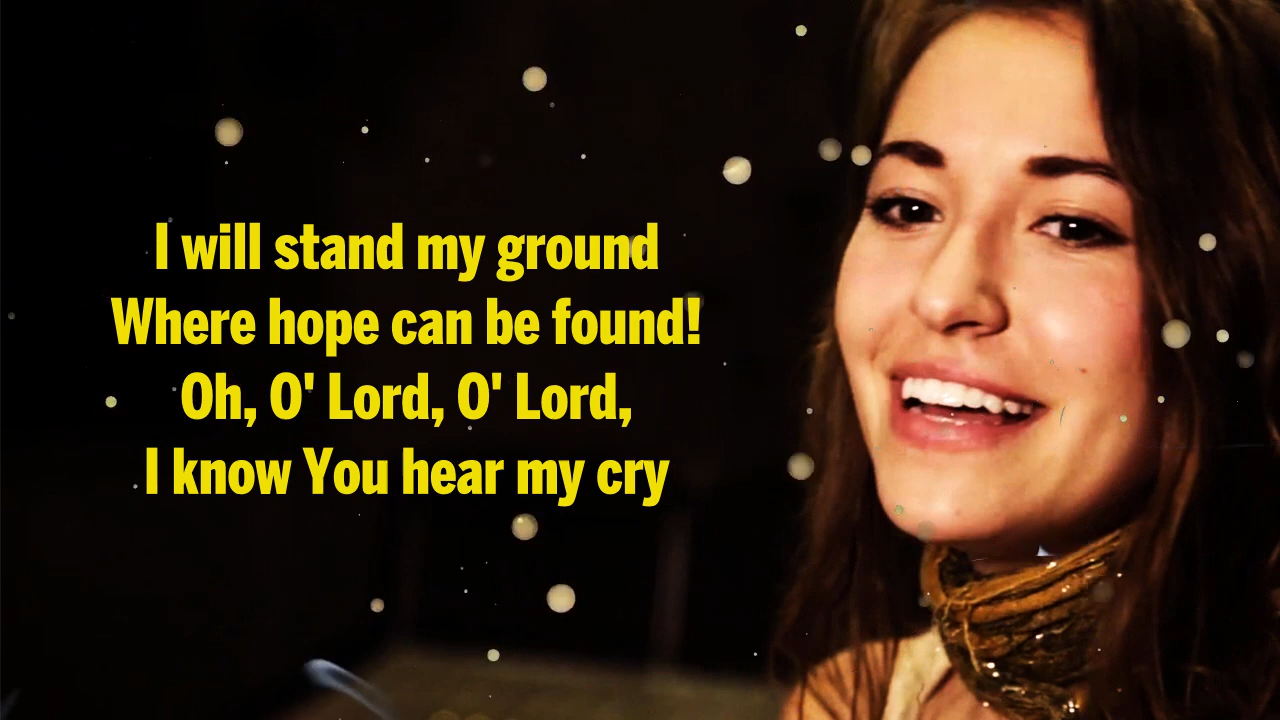 I will stand my ground
Where hope can be found!
Oh, O' Lord, O' Lord,
I know You hear my cry